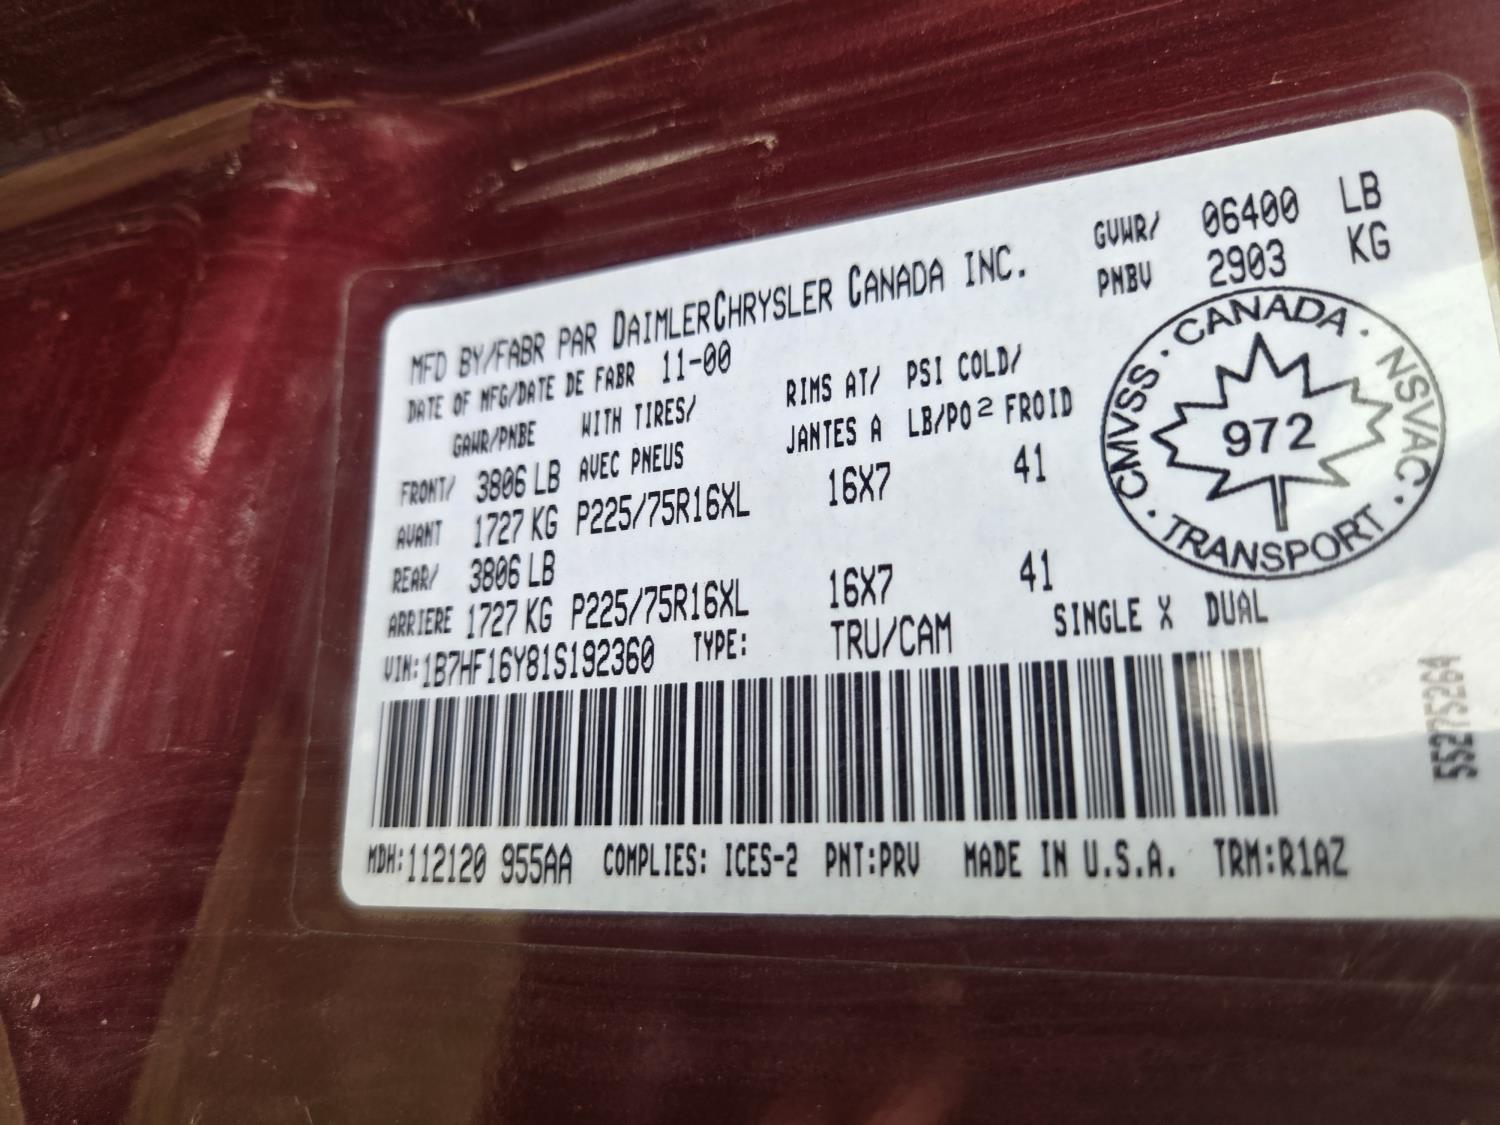 GVWR/ 06400 LB
PNBV 2903 KG
MFD BY/FABR PAR DAIMLERCHRYSLER CANADA INC.
DATE OF MFG/DATE DE FABR 11-00
GAWR/PNBE WITH TIRES/ RIMS AT/ PSI COLD/
AVEC PNEUS JANTES A LB/PO² FROID
FRONT/ 3806 LB
AVANT 1727 KG P225/75R16XL 16X7 41
REAR/ 3806 LB
ARRIERE 1727 KG P225/75R16XL 16X7 41
VIN:1B7HF16Y81S192360 TYPE: TRU/CAM SINGLE X DUAL
MDH:112120 955AA COMPLIES: ICES-2 PNT:PRV MADE IN U.S.A. TRM:R1AZ
CANADA · NSVAC · TRANSPORT · CMVSS ·
972
55275264